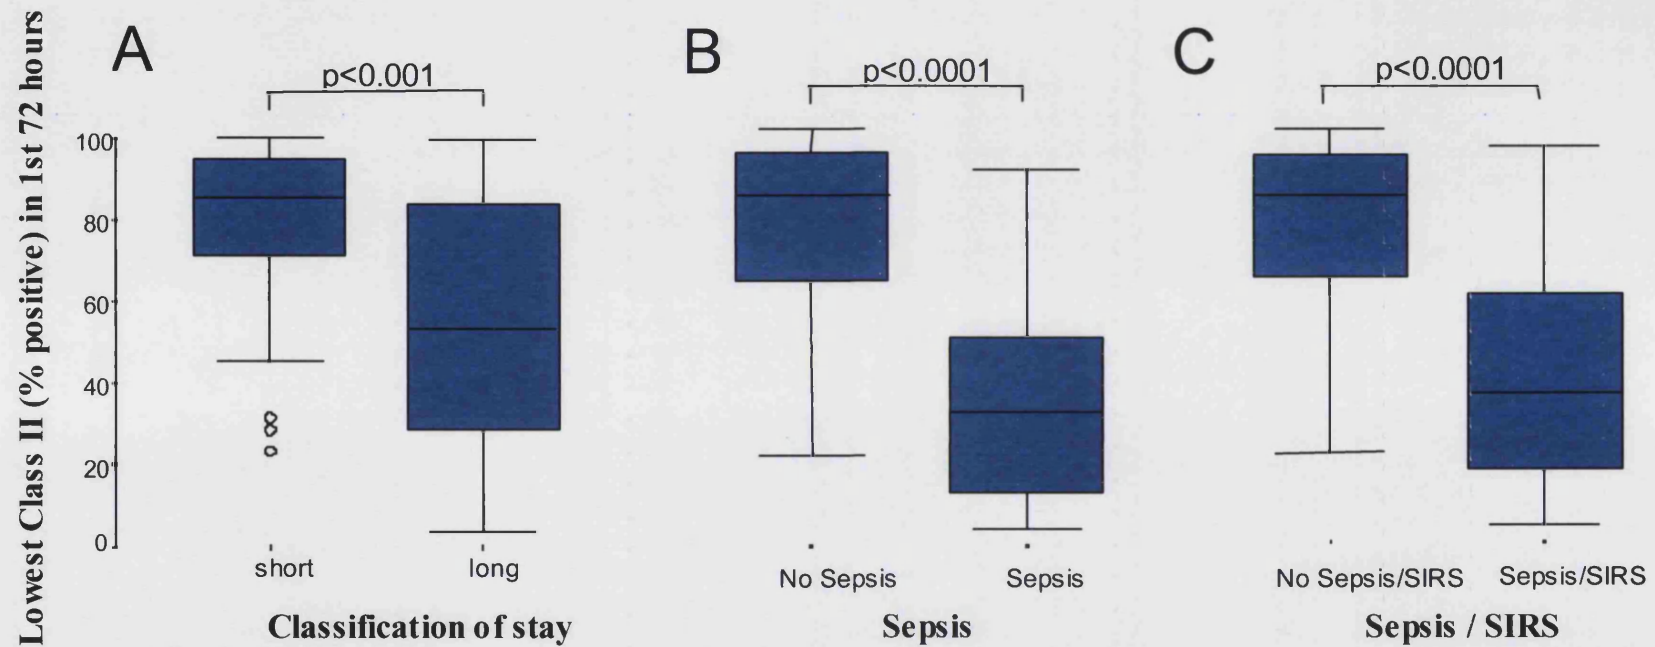 Lowest Class II (% positive) in 1st 72 hours
A
p<0.001
100
80
60
40
20
0
short
long
Classification of stay
B
p<0.0001
No Sepsis
Sepsis
Sepsis
C
p<0.0001
No Sepsis/SIRS
Sepsis/SIRS
Sepsis / SIRS